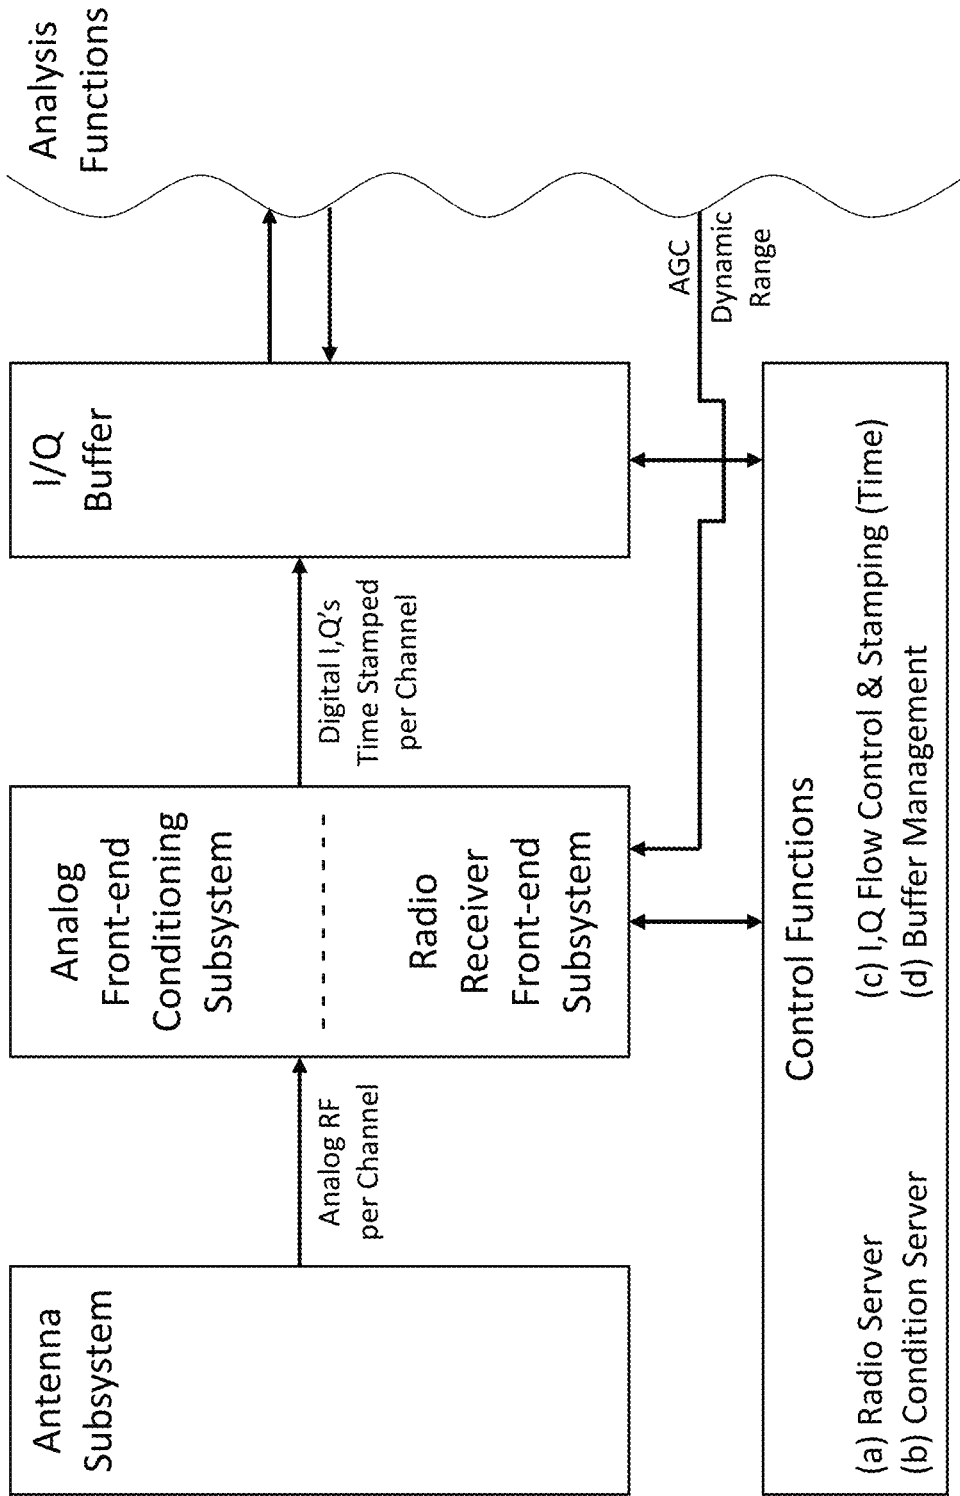 Antenna
Subsystem
Analog RF
per Channel
Analog
Front-end
Conditioning
Subsystem
Radio
Receiver
Front-end
Subsystem
Digital I,Q's
Time Stamped
per Channel
I/Q
Buffer
Analysis
Functions
AGC
Dynamic
Range
Control Functions
(a) Radio Server
(b) Condition Server
(c) I,Q Flow Control & Stamping (Time)
(d) Buffer Management